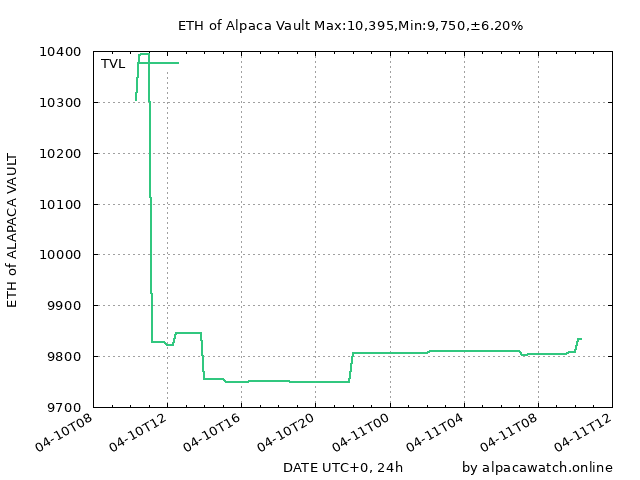 ETH of Alpaca Vault Max:10,395,Min:9,750,±6.20%
10400
TVL
10300
10200
10100
10000
9900
9800
9700
ETH of ALAPACA VAULT
04-10T08
04-10T12
04-10T16
04-10T20
04-11T00
04-11T04
04-11T08
04-11T12
DATE UTC+0, 24h
by alpacawatch.online